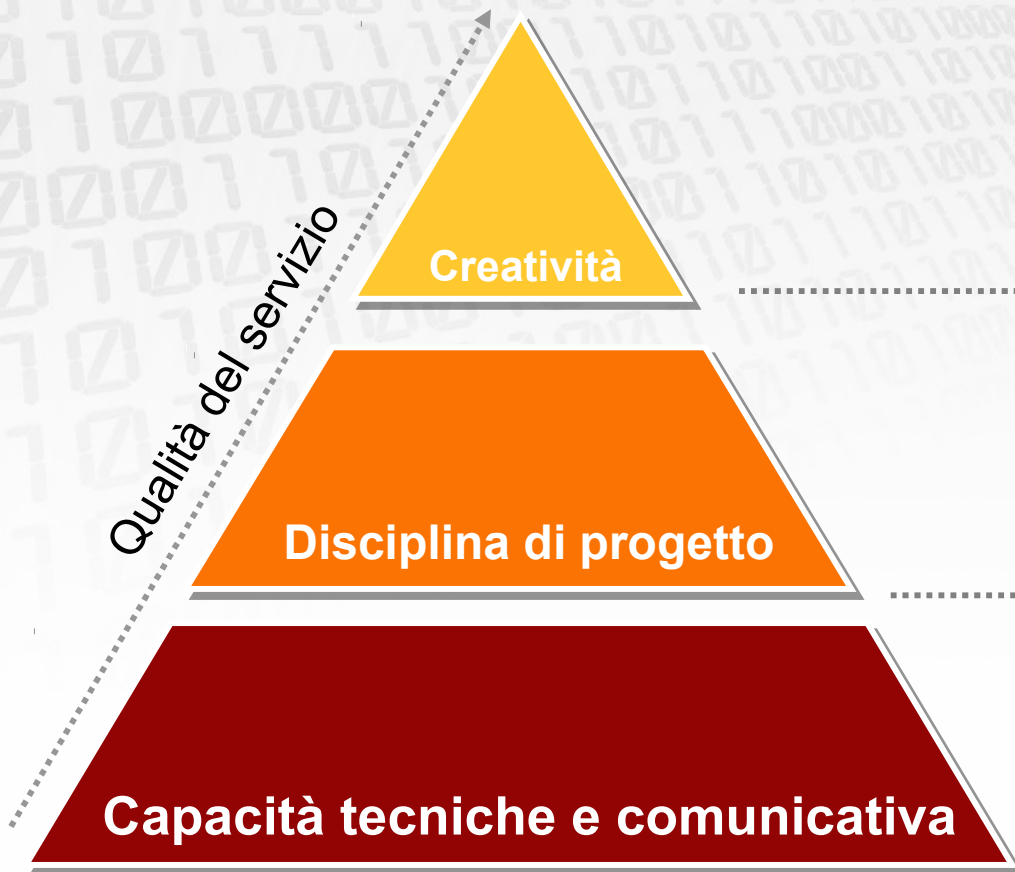 Qualità del servizio
Creatività
Disciplina di progetto
Capacità tecniche e comunicativa